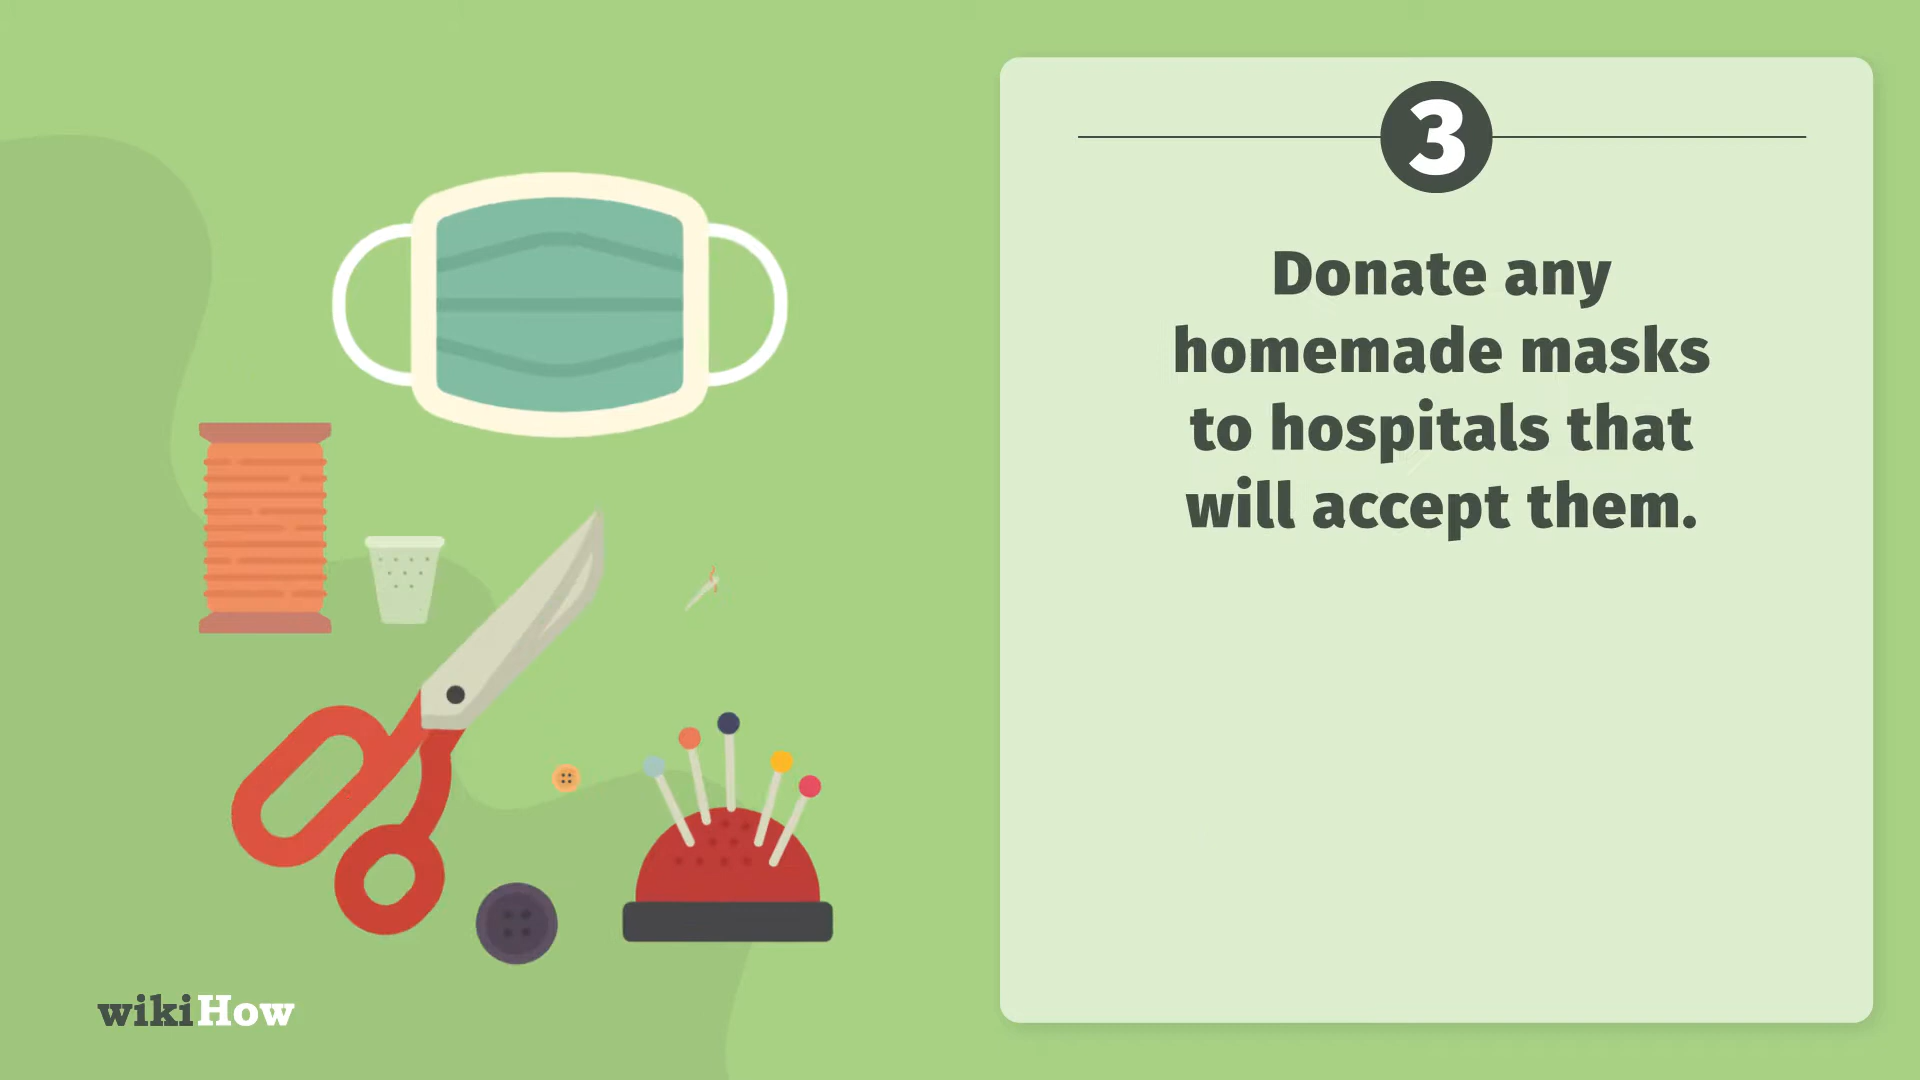 3
Donate any
homemade masks
to hospitals that
will accept them.
wikiHow